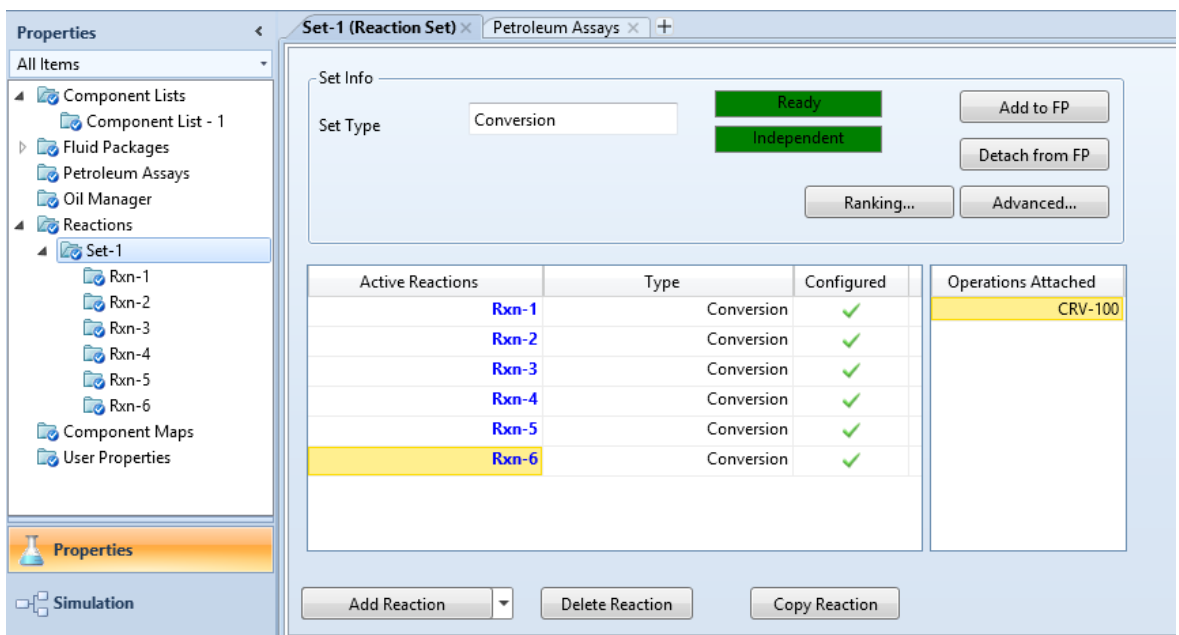 Properties
All Items
Component Lists
Component List - 1
Fluid Packages
Petroleum Assays
Oil Manager
Reactions
Set-1
Rxn-1
Rxn-2
Rxn-3
Rxn-4
Rxn-5
Rxn-6
Component Maps
User Properties
Properties
Simulation
Set-1 (Reaction Set) Petroleum Assays
Set Info
Set Type Conversion
Ready
Independent
Add to FP
Detach from FP
Ranking... Advanced...
Active Reactions Type Configured
Rxn-1 Conversion
Rxn-2 Conversion
Rxn-3 Conversion
Rxn-4 Conversion
Rxn-5 Conversion
Rxn-6 Conversion
Operations Attached
CRV-100
Add Reaction Delete Reaction Copy Reaction